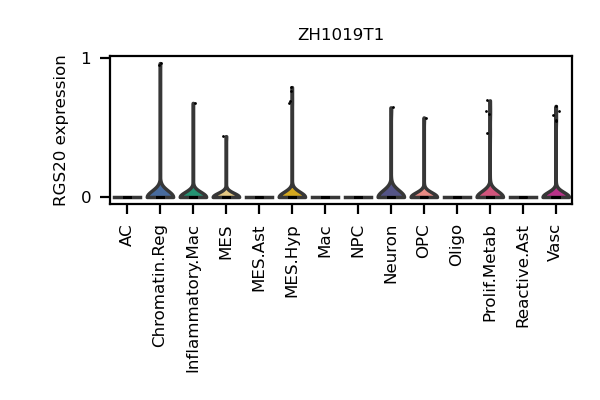 ZH1019T1
RGS20 expression
1
0
AC
Chromatin.Reg
Inflammatory.Mac
MES
MES.Ast
MES.Hyp
Mac
NPC
Neuron
OPC
Oligo
Prolif.Metab
Reactive.Ast
Vasc